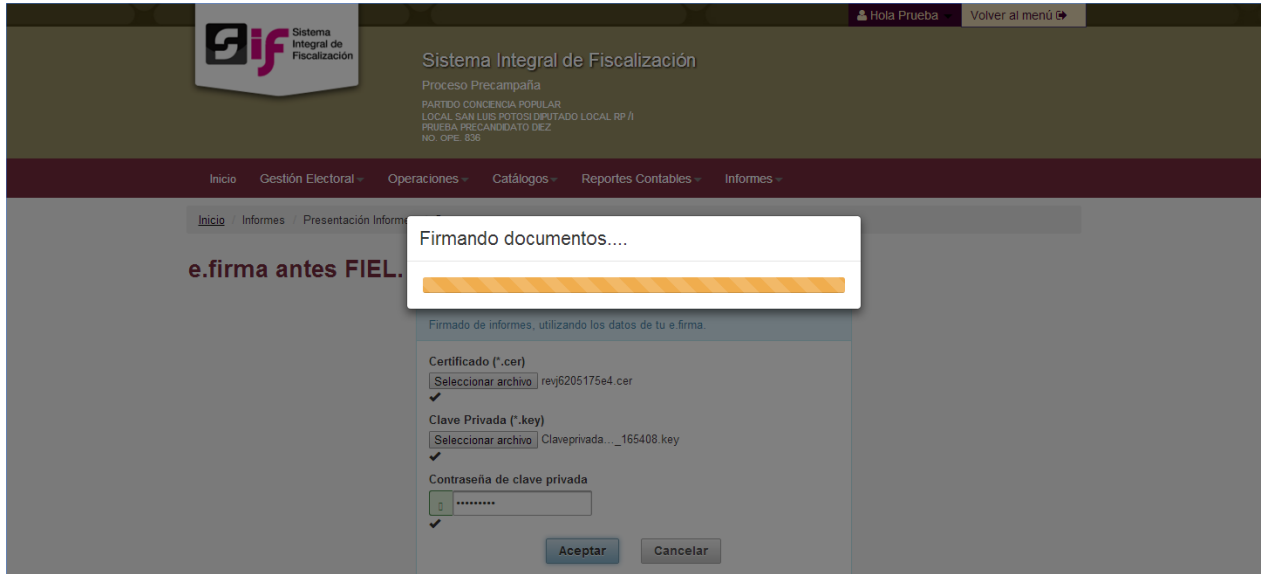 Hola Prueba
Volver al menú
sif
Sistema
Integral de
Fiscalización
Sistema Integral de Fiscalización
Proceso Precampaña
PARTIDO CONCIENCIA POPULAR
LOCAL SAN LUIS POTOSI DIPUTADO LOCAL RP /I
PRUEBA PRECANDIDATO DIEZ
NO. OPE. 836
Inicio Gestión Electoral Operaciones Catálogos Reportes Contables Informes
Inicio / Informes / Presentación Informe
Firmando documentos....
e.firma antes FIEL.
Firmado de informes, utilizando los datos de tu e.firma.
Certificado (*.cer)
Seleccionar archivo revj6205175e4.cer
Clave Privada (*.key)
Seleccionar archivo Claveprivada..._165408.key
Contraseña de clave privada
•••••••••
Aceptar Cancelar